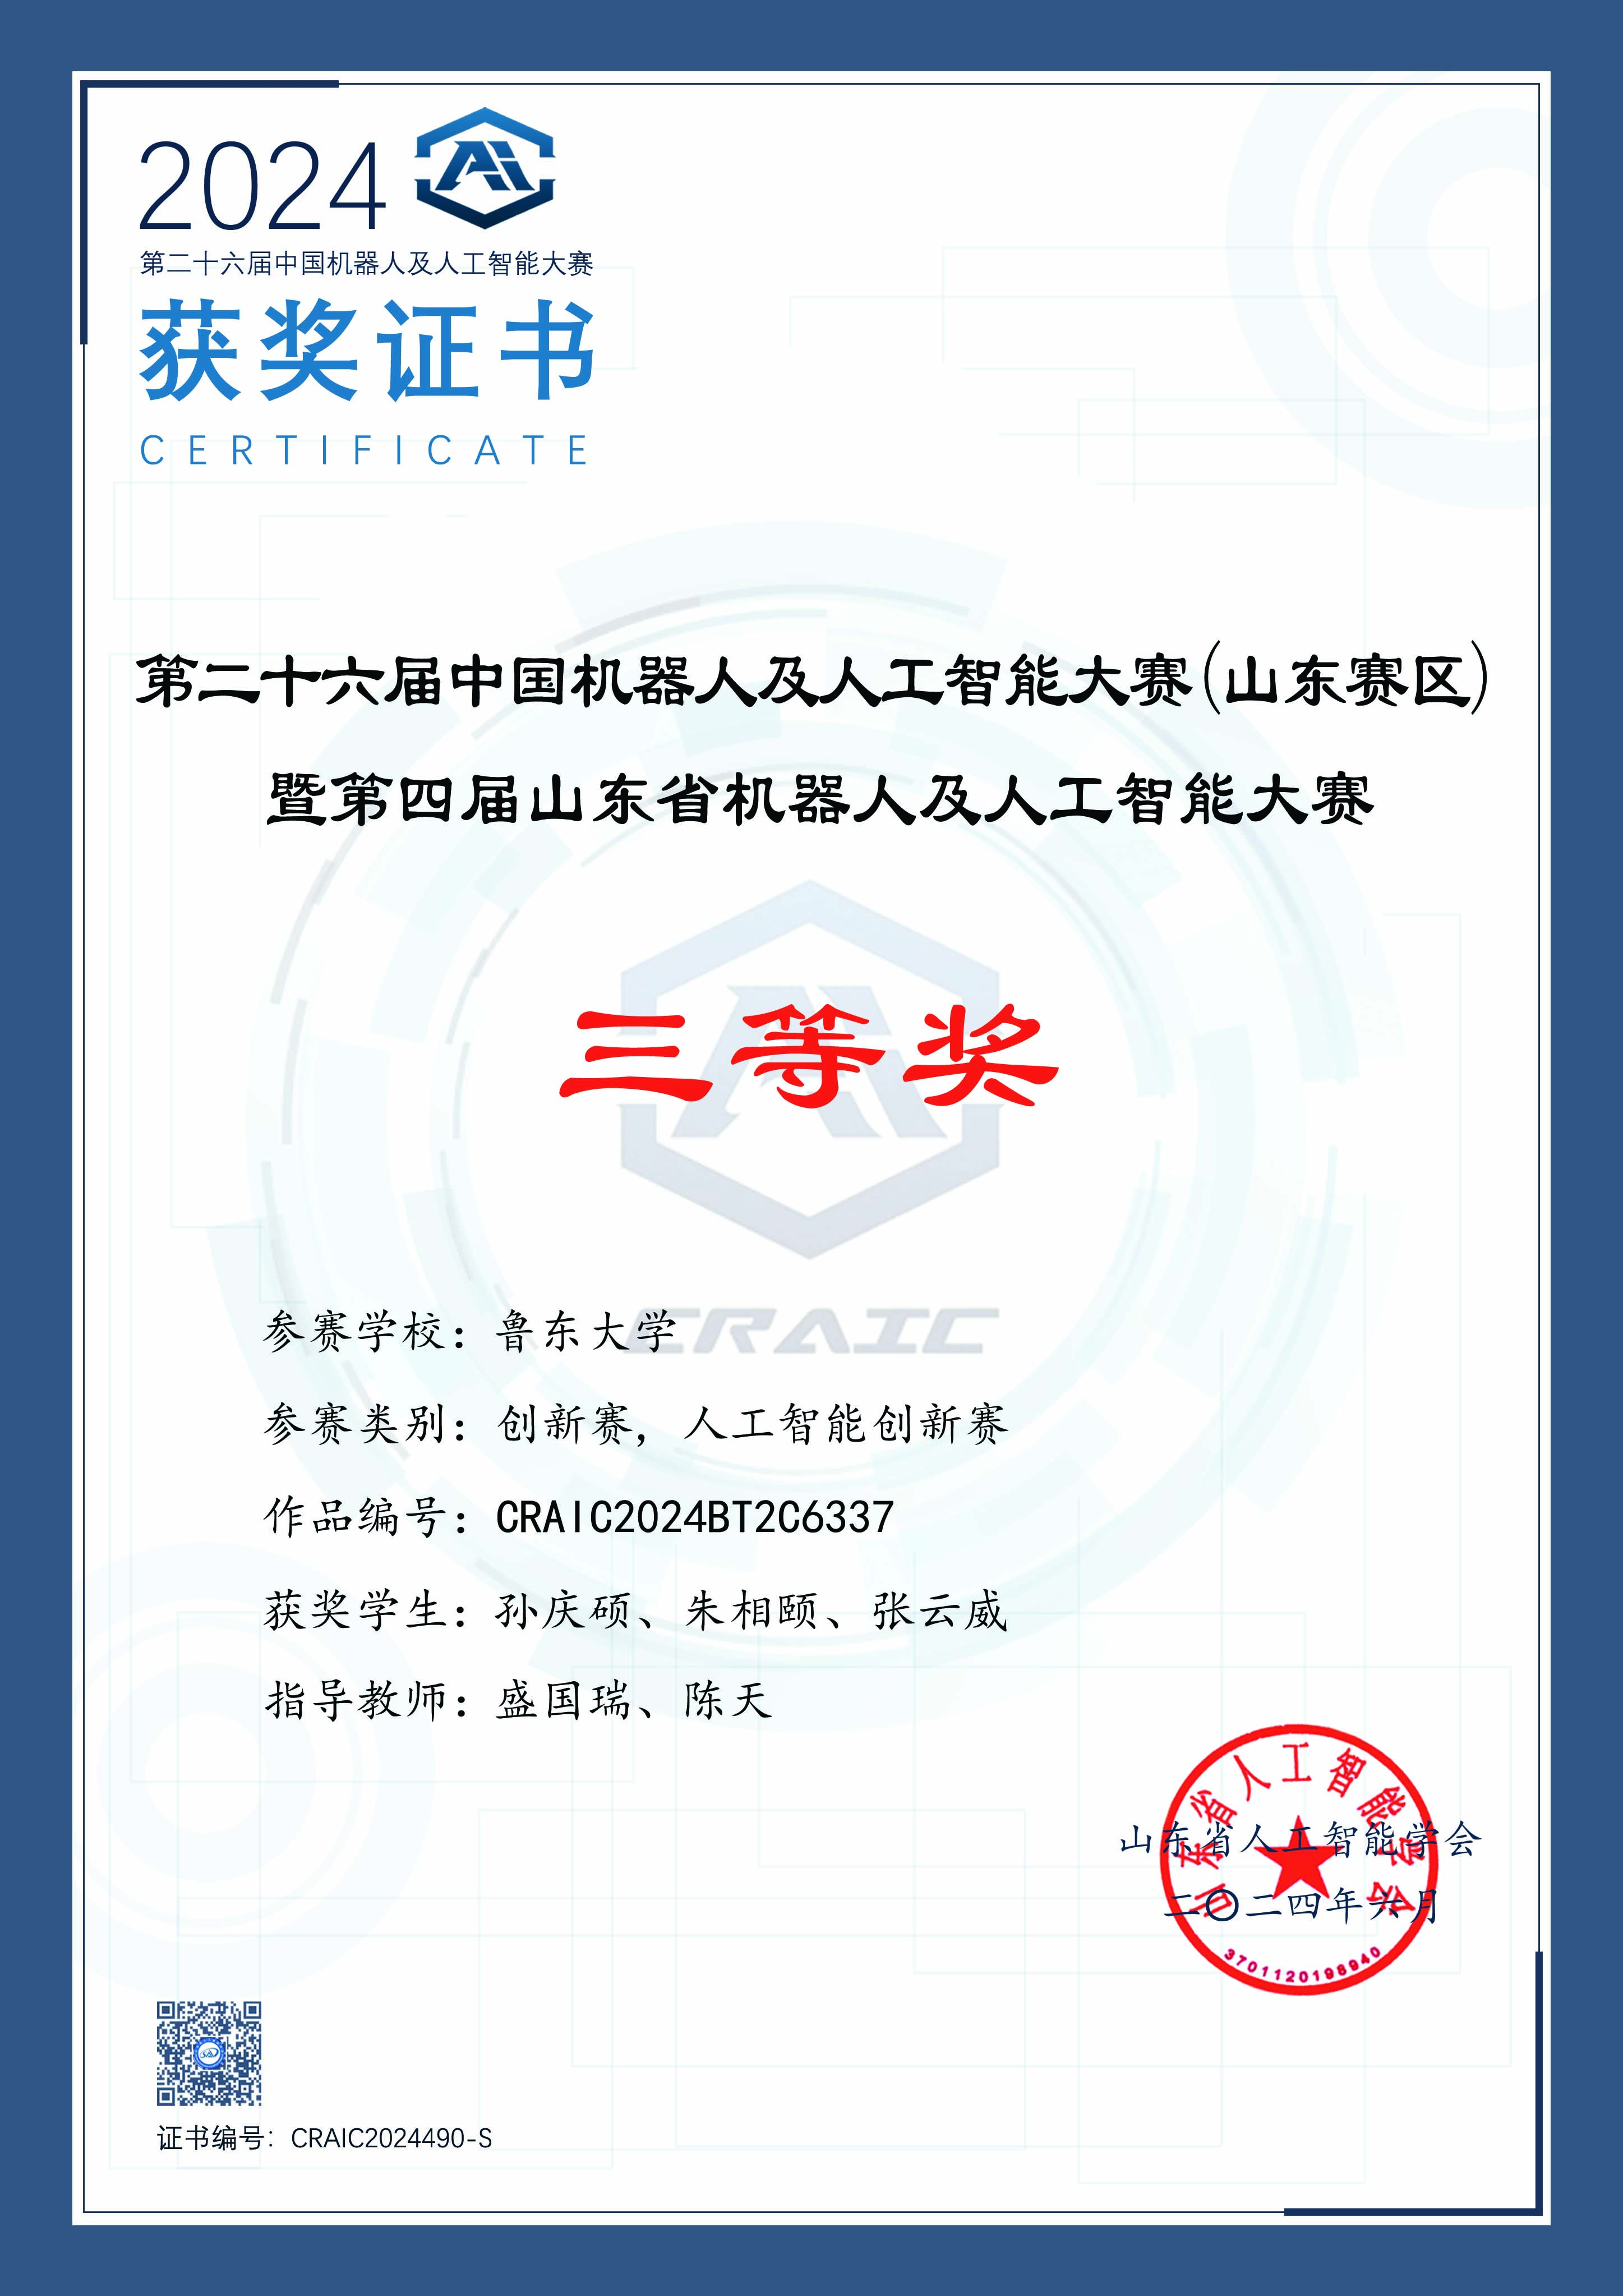 2024
第二十六届中国机器人及人工智能大赛
获奖证书
CERTIFICATE
第二十六届中国机器人及人工智能大赛(山东赛区)
暨第四届山东省机器人及人工智能大赛
三等奖
CRAIC
参赛学校：鲁东大学
参赛类别：创新赛，人工智能创新赛
作品编号：CRAIC2024BT2C6337
获奖学生：孙庆硕、朱相颐、张云威
指导教师：盛国瑞、陈天
山东省人工智能学会
山东省人工智能学会
二〇二四年六月
3701120198940
证书编号：CRAIC2024490-S